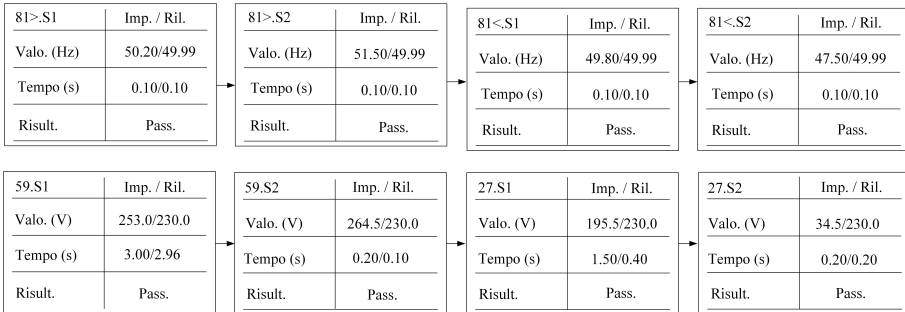 81>.S1 Imp. / Ril.
Valo. (Hz) 50.20/49.99
Tempo (s) 0.10/0.10
Risult. Pass.
81>.S2 Imp. / Ril.
Valo. (Hz) 51.50/49.99
Tempo (s) 0.10/0.10
Risult. Pass.
81<.S1 Imp. / Ril.
Valo. (Hz) 49.80/49.99
Tempo (s) 0.10/0.10
Risult. Pass.
81<.S2 Imp. / Ril.
Valo. (Hz) 47.50/49.99
Tempo (s) 0.10/0.10
Risult. Pass.
59.S1 Imp. / Ril.
Valo. (V) 253.0/230.0
Tempo (s) 3.00/2.96
Risult. Pass.
59.S2 Imp. / Ril.
Valo. (V) 264.5/230.0
Tempo (s) 0.20/0.10
Risult. Pass.
27.S1 Imp. / Ril.
Valo. (V) 195.5/230.0
Tempo (s) 1.50/0.40
Risult. Pass.
27.S2 Imp. / Ril.
Valo. (V) 34.5/230.0
Tempo (s) 0.20/0.20
Risult. Pass.